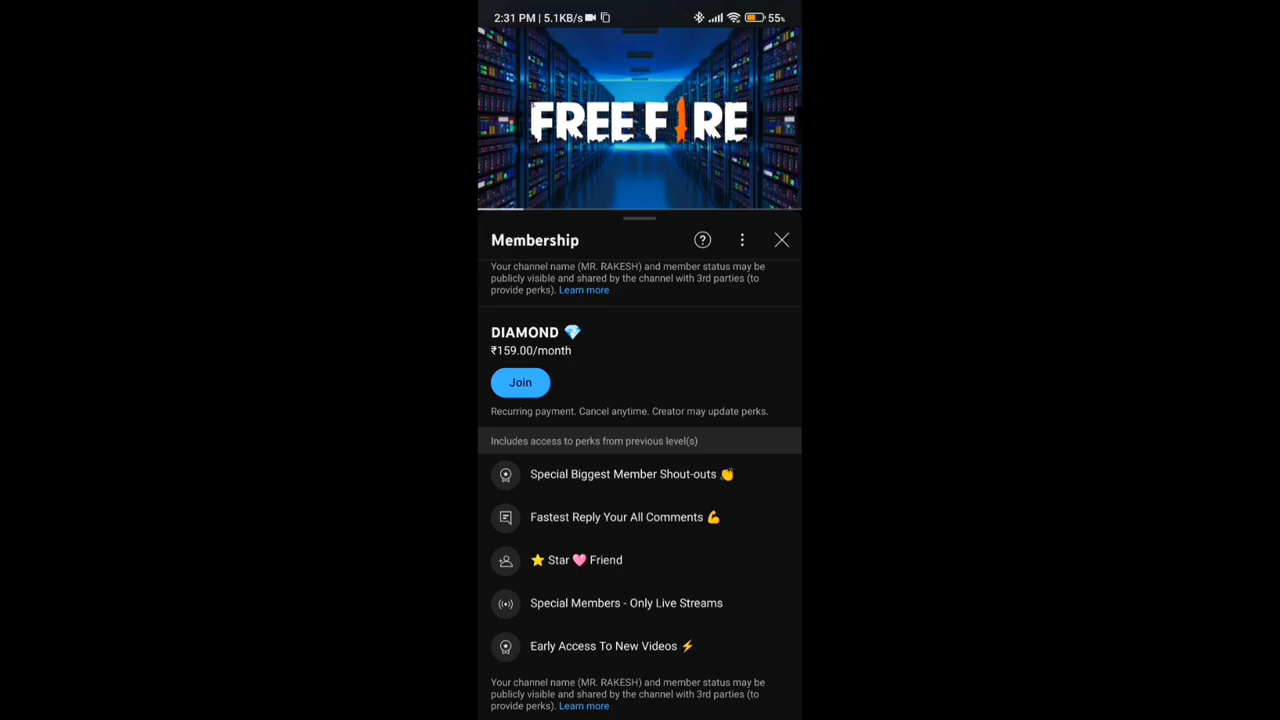 2:31 PM | 5.1KB/s 55%
FREE FIRE
Membership
Your channel name (MR. RAKESH) and member status may be
publicly visible and shared by the channel with 3rd parties (to
provide perks). Learn more
DIAMOND 💎
₹159.00/month
Join
Recurring payment. Cancel anytime. Creator may update perks.
Includes access to perks from previous level(s)
Special Biggest Member Shout-outs 👏
Fastest Reply Your All Comments 💪
⭐ Star 🩷 Friend
Special Members - Only Live Streams
Early Access To New Videos ⚡
Your channel name (MR. RAKESH) and member status may be
publicly visible and shared by the channel with 3rd parties (to
provide perks). Learn more